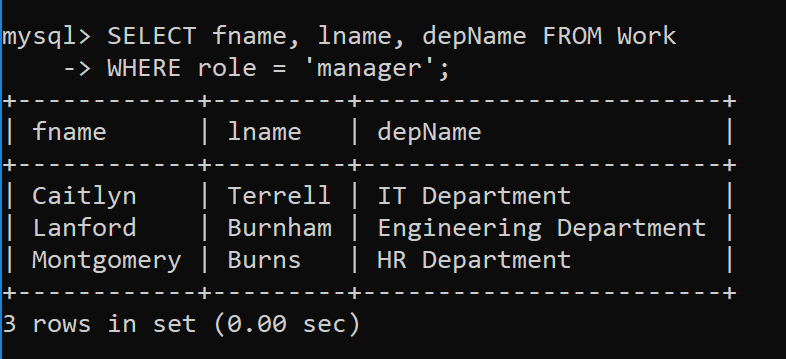 mysql> SELECT fname, lname, depName FROM Work
    -> WHERE role = 'manager';
+------------+---------+------------------------+
| fname      | lname   | depName                |
+------------+---------+------------------------+
| Caitlyn    | Terrell | IT Department          |
| Lanford    | Burnham | Engineering Department |
| Montgomery | Burns   | HR Department          |
+------------+---------+------------------------+
3 rows in set (0.00 sec)